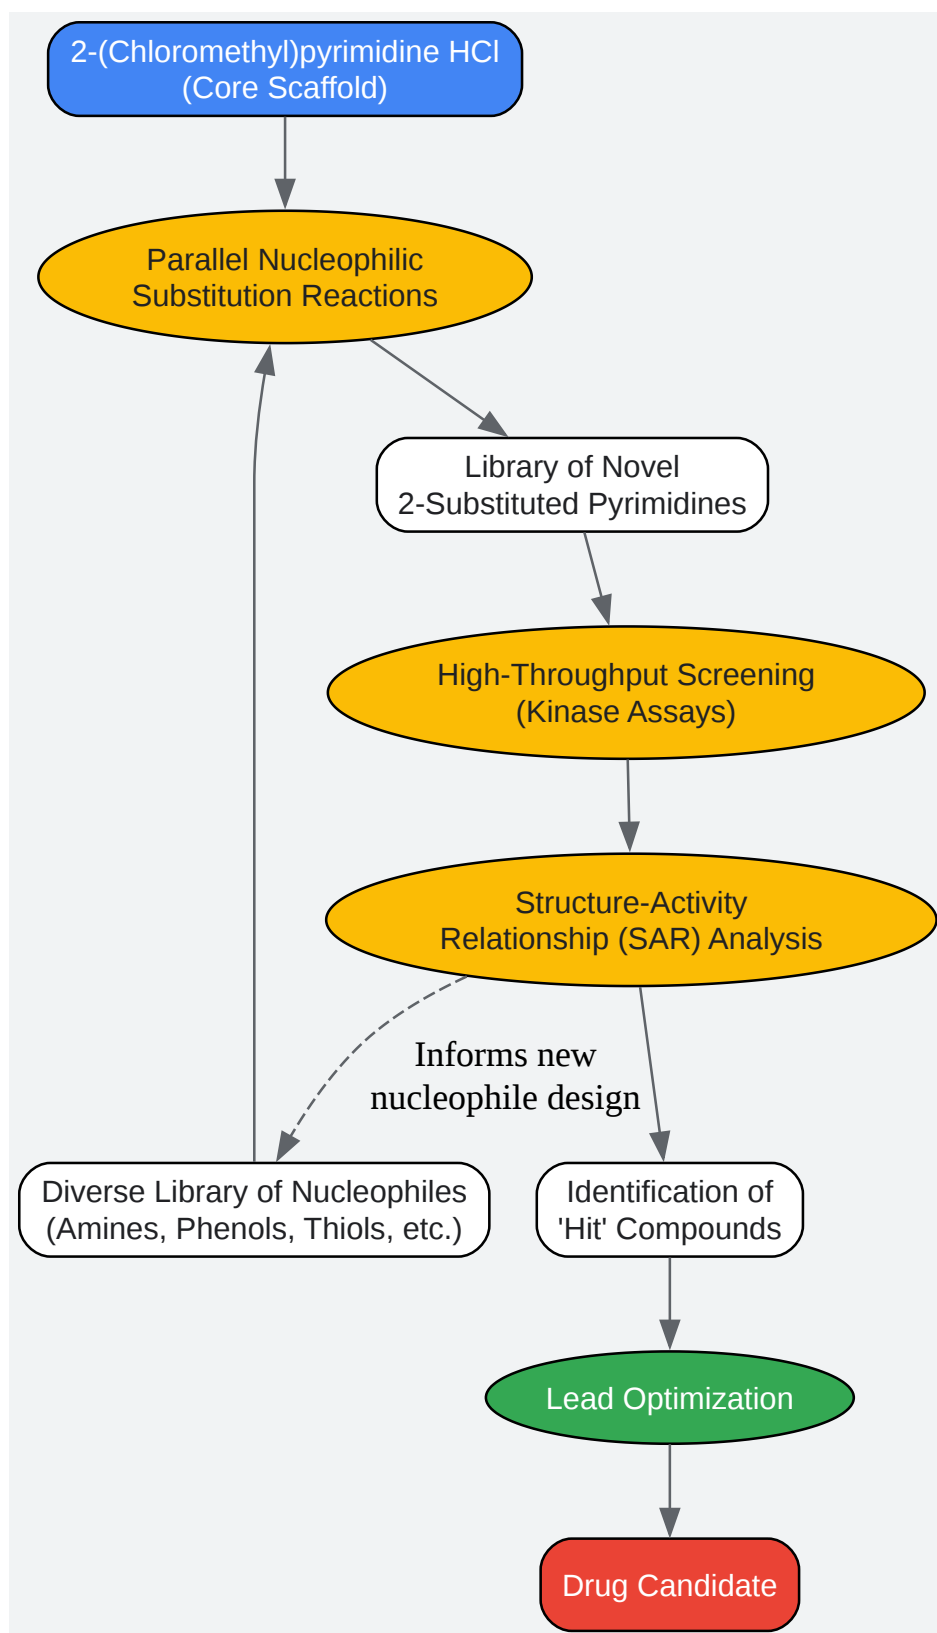 2-(Chloromethyl)pyrimidine HCl
(Core Scaffold)
Parallel Nucleophilic
Substitution Reactions
Library of Novel
2-Substituted Pyrimidines
High-Throughput Screening
(Kinase Assays)
Structure-Activity
Relationship (SAR) Analysis
Informs new
nucleophile design
Diverse Library of Nucleophiles
(Amines, Phenols, Thiols, etc.)
Identification of
'Hit' Compounds
Lead Optimization
Drug Candidate